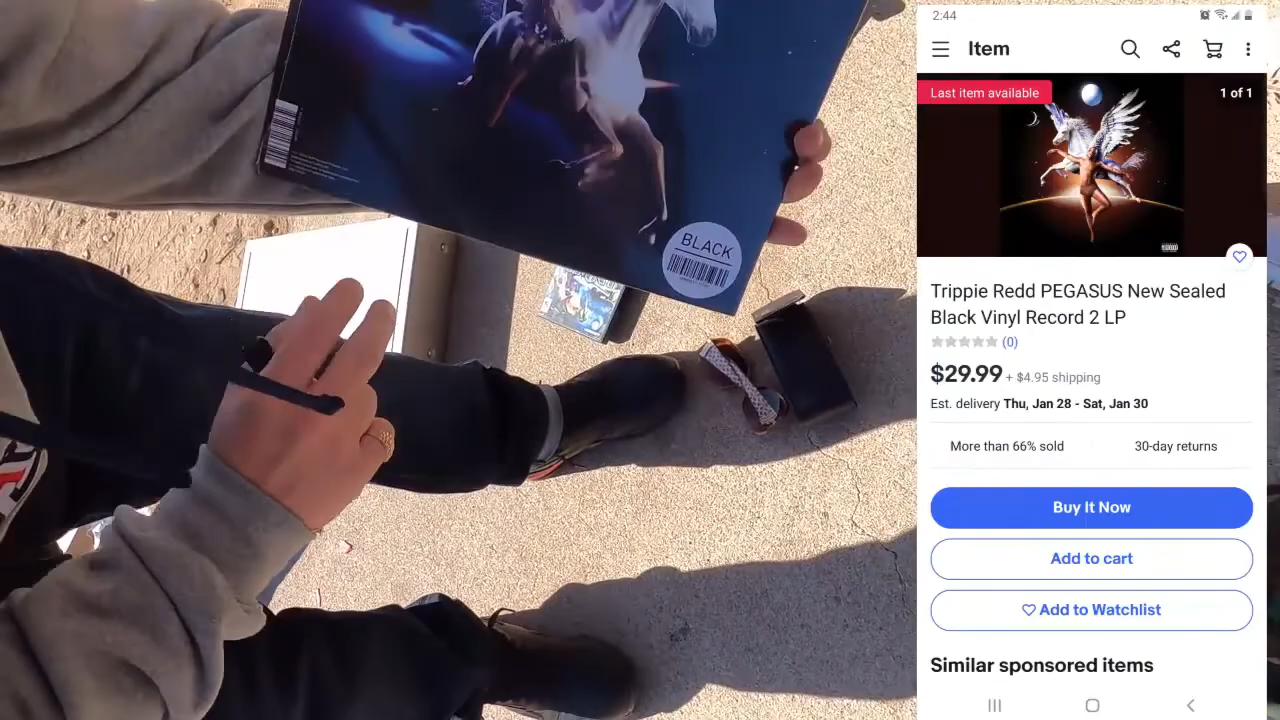 BLACK
2:44
Item
Last item available
1 of 1
Trippie Redd PEGASUS New Sealed
Black Vinyl Record 2 LP
(0)
$29.99 + $4.95 shipping
Est. delivery Thu, Jan 28 - Sat, Jan 30
More than 66% sold
30-day returns
Buy It Now
Add to cart
Add to Watchlist
Similar sponsored items